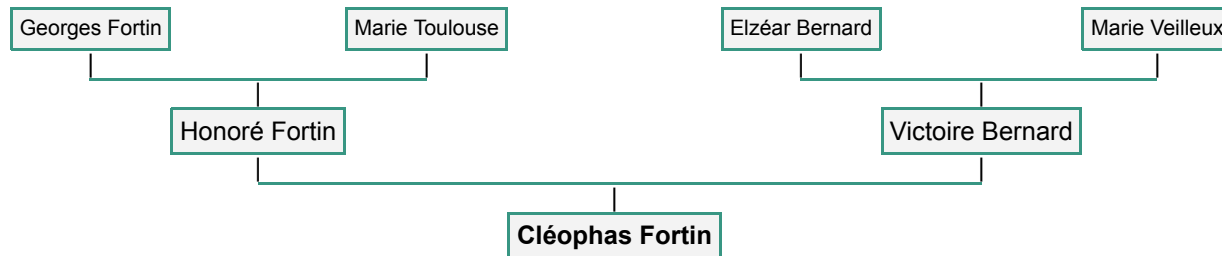 Georges Fortin
Marie Toulouse
Elzéar Bernard
Marie Veilleux
Honoré Fortin
Victoire Bernard
Cléophas Fortin